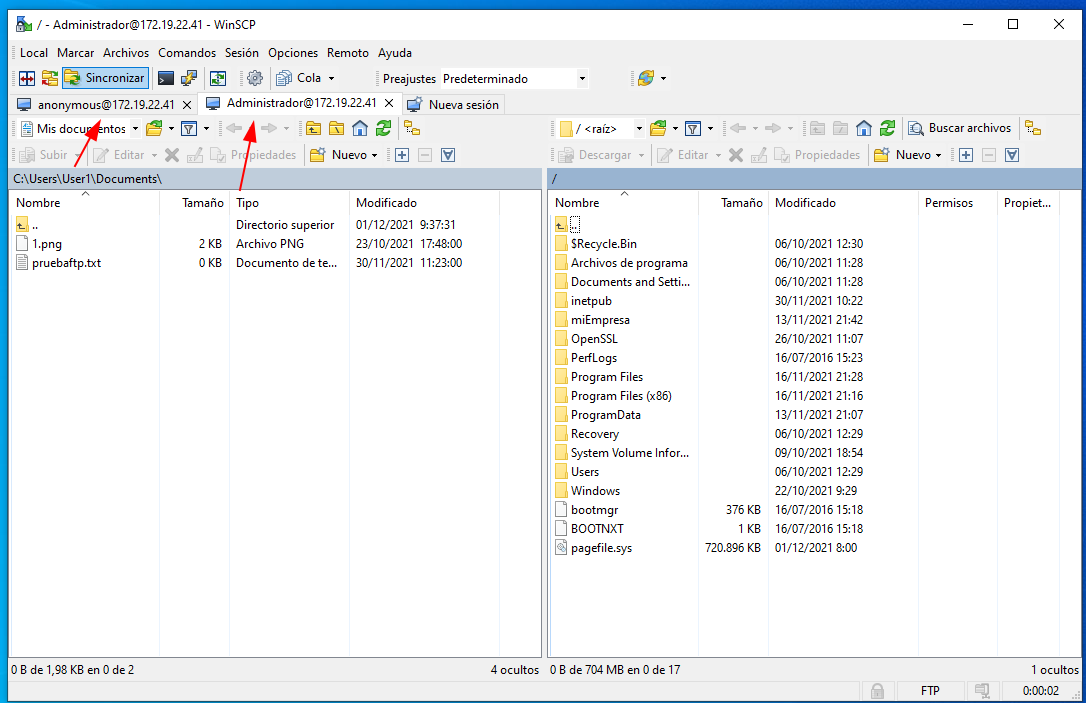 / - Administrador@172.19.22.41 - WinSCP
Local Marcar Archivos Comandos Sesión Opciones Remoto Ayuda
Sincronizar Cola Preajustes Predeterminado
anonymous@172.19.22.41 Administrador@172.19.22.41 Nueva sesión
Mis documentos / <raíz> Buscar archivos
Subir Editar Propiedades Nuevo Descargar Editar Propiedades Nuevo
C:\Users\User1\Documents\ /
Nombre Tamaño Tipo Modificado
.. Directorio superior 01/12/2021 9:37:31
1.png 2 KB Archivo PNG 23/10/2021 17:48:00
pruebaftp.txt 0 KB Documento de te... 30/11/2021 11:23:00
Nombre Tamaño Modificado Permisos Propiet...
..
$Recycle.Bin 06/10/2021 12:30
Archivos de programa 06/10/2021 11:28
Documents and Setti... 06/10/2021 11:28
inetpub 30/11/2021 10:22
miEmpresa 13/11/2021 21:42
OpenSSL 26/10/2021 11:07
PerfLogs 16/07/2016 15:23
Program Files 16/11/2021 21:28
Program Files (x86) 16/11/2021 21:16
ProgramData 13/11/2021 21:07
Recovery 06/10/2021 12:29
System Volume Infor... 09/10/2021 18:54
Users 06/10/2021 12:29
Windows 22/10/2021 9:29
bootmgr 376 KB 16/07/2016 15:18
BOOTNXT 1 KB 16/07/2016 15:18
pagefile.sys 720.896 KB 01/12/2021 8:00
0 B de 1,98 KB en 0 de 2 4 ocultos 0 B de 704 MB en 0 de 17 1 ocultos
FTP 0:00:02